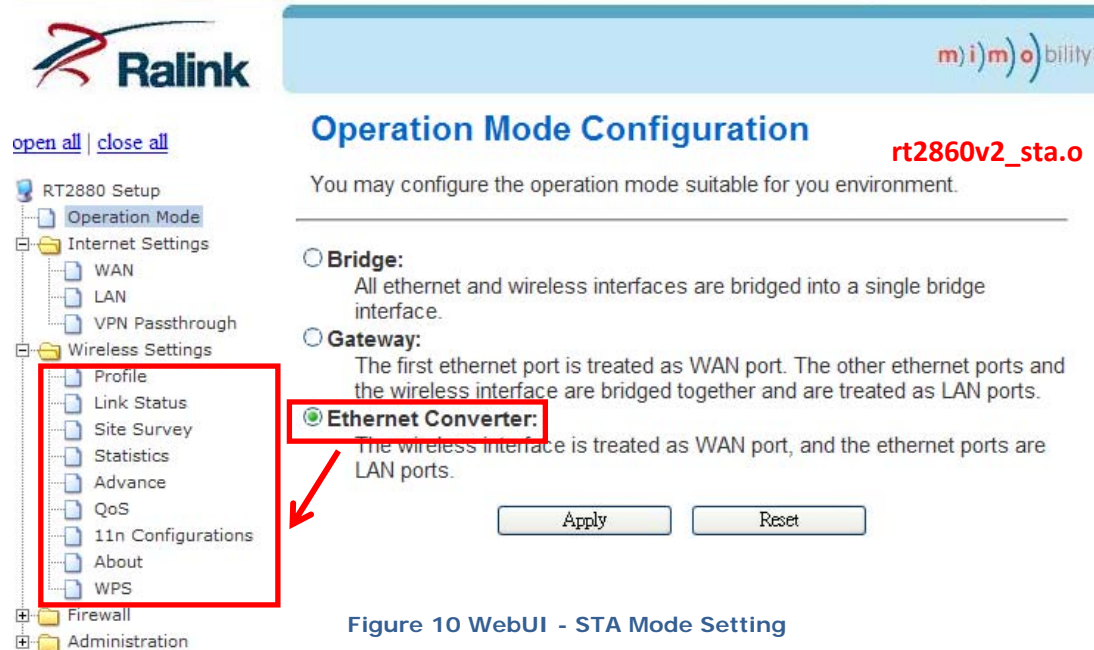 Ralink
m)i)m)o)bility
open all | close all
RT2880 Setup
Operation Mode
Internet Settings
WAN
LAN
VPN Passthrough
Wireless Settings
Profile
Link Status
Site Survey
Statistics
Advance
QoS
11n Configurations
About
WPS
Firewall
Administration
Operation Mode Configuration
rt2860v2_sta.o
You may configure the operation mode suitable for you environment.
Bridge:
All ethernet and wireless interfaces are bridged into a single bridge
interface.
Gateway:
The first ethernet port is treated as WAN port. The other ethernet ports and
the wireless interface are bridged together and are treated as LAN ports.
Ethernet Converter:
The wireless interface is treated as WAN port, and the ethernet ports are
LAN ports.
Apply Reset
Figure 10 WebUI - STA Mode Setting